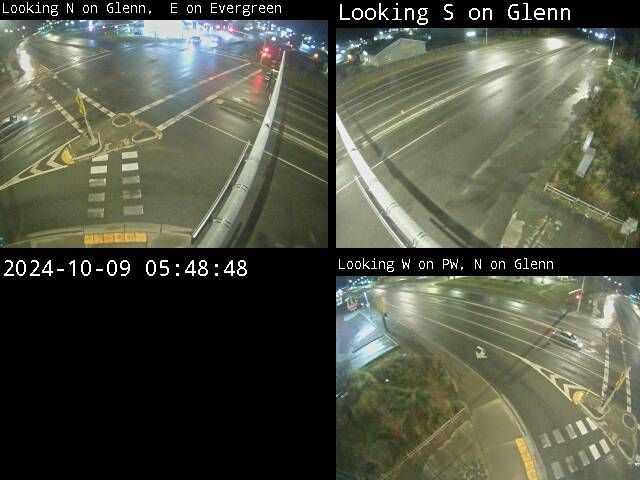 Looking N on Glenn, E on Evergreen
Looking S on Glenn
2024-10-09 05:48:48
Looking W on PW, N on Glenn